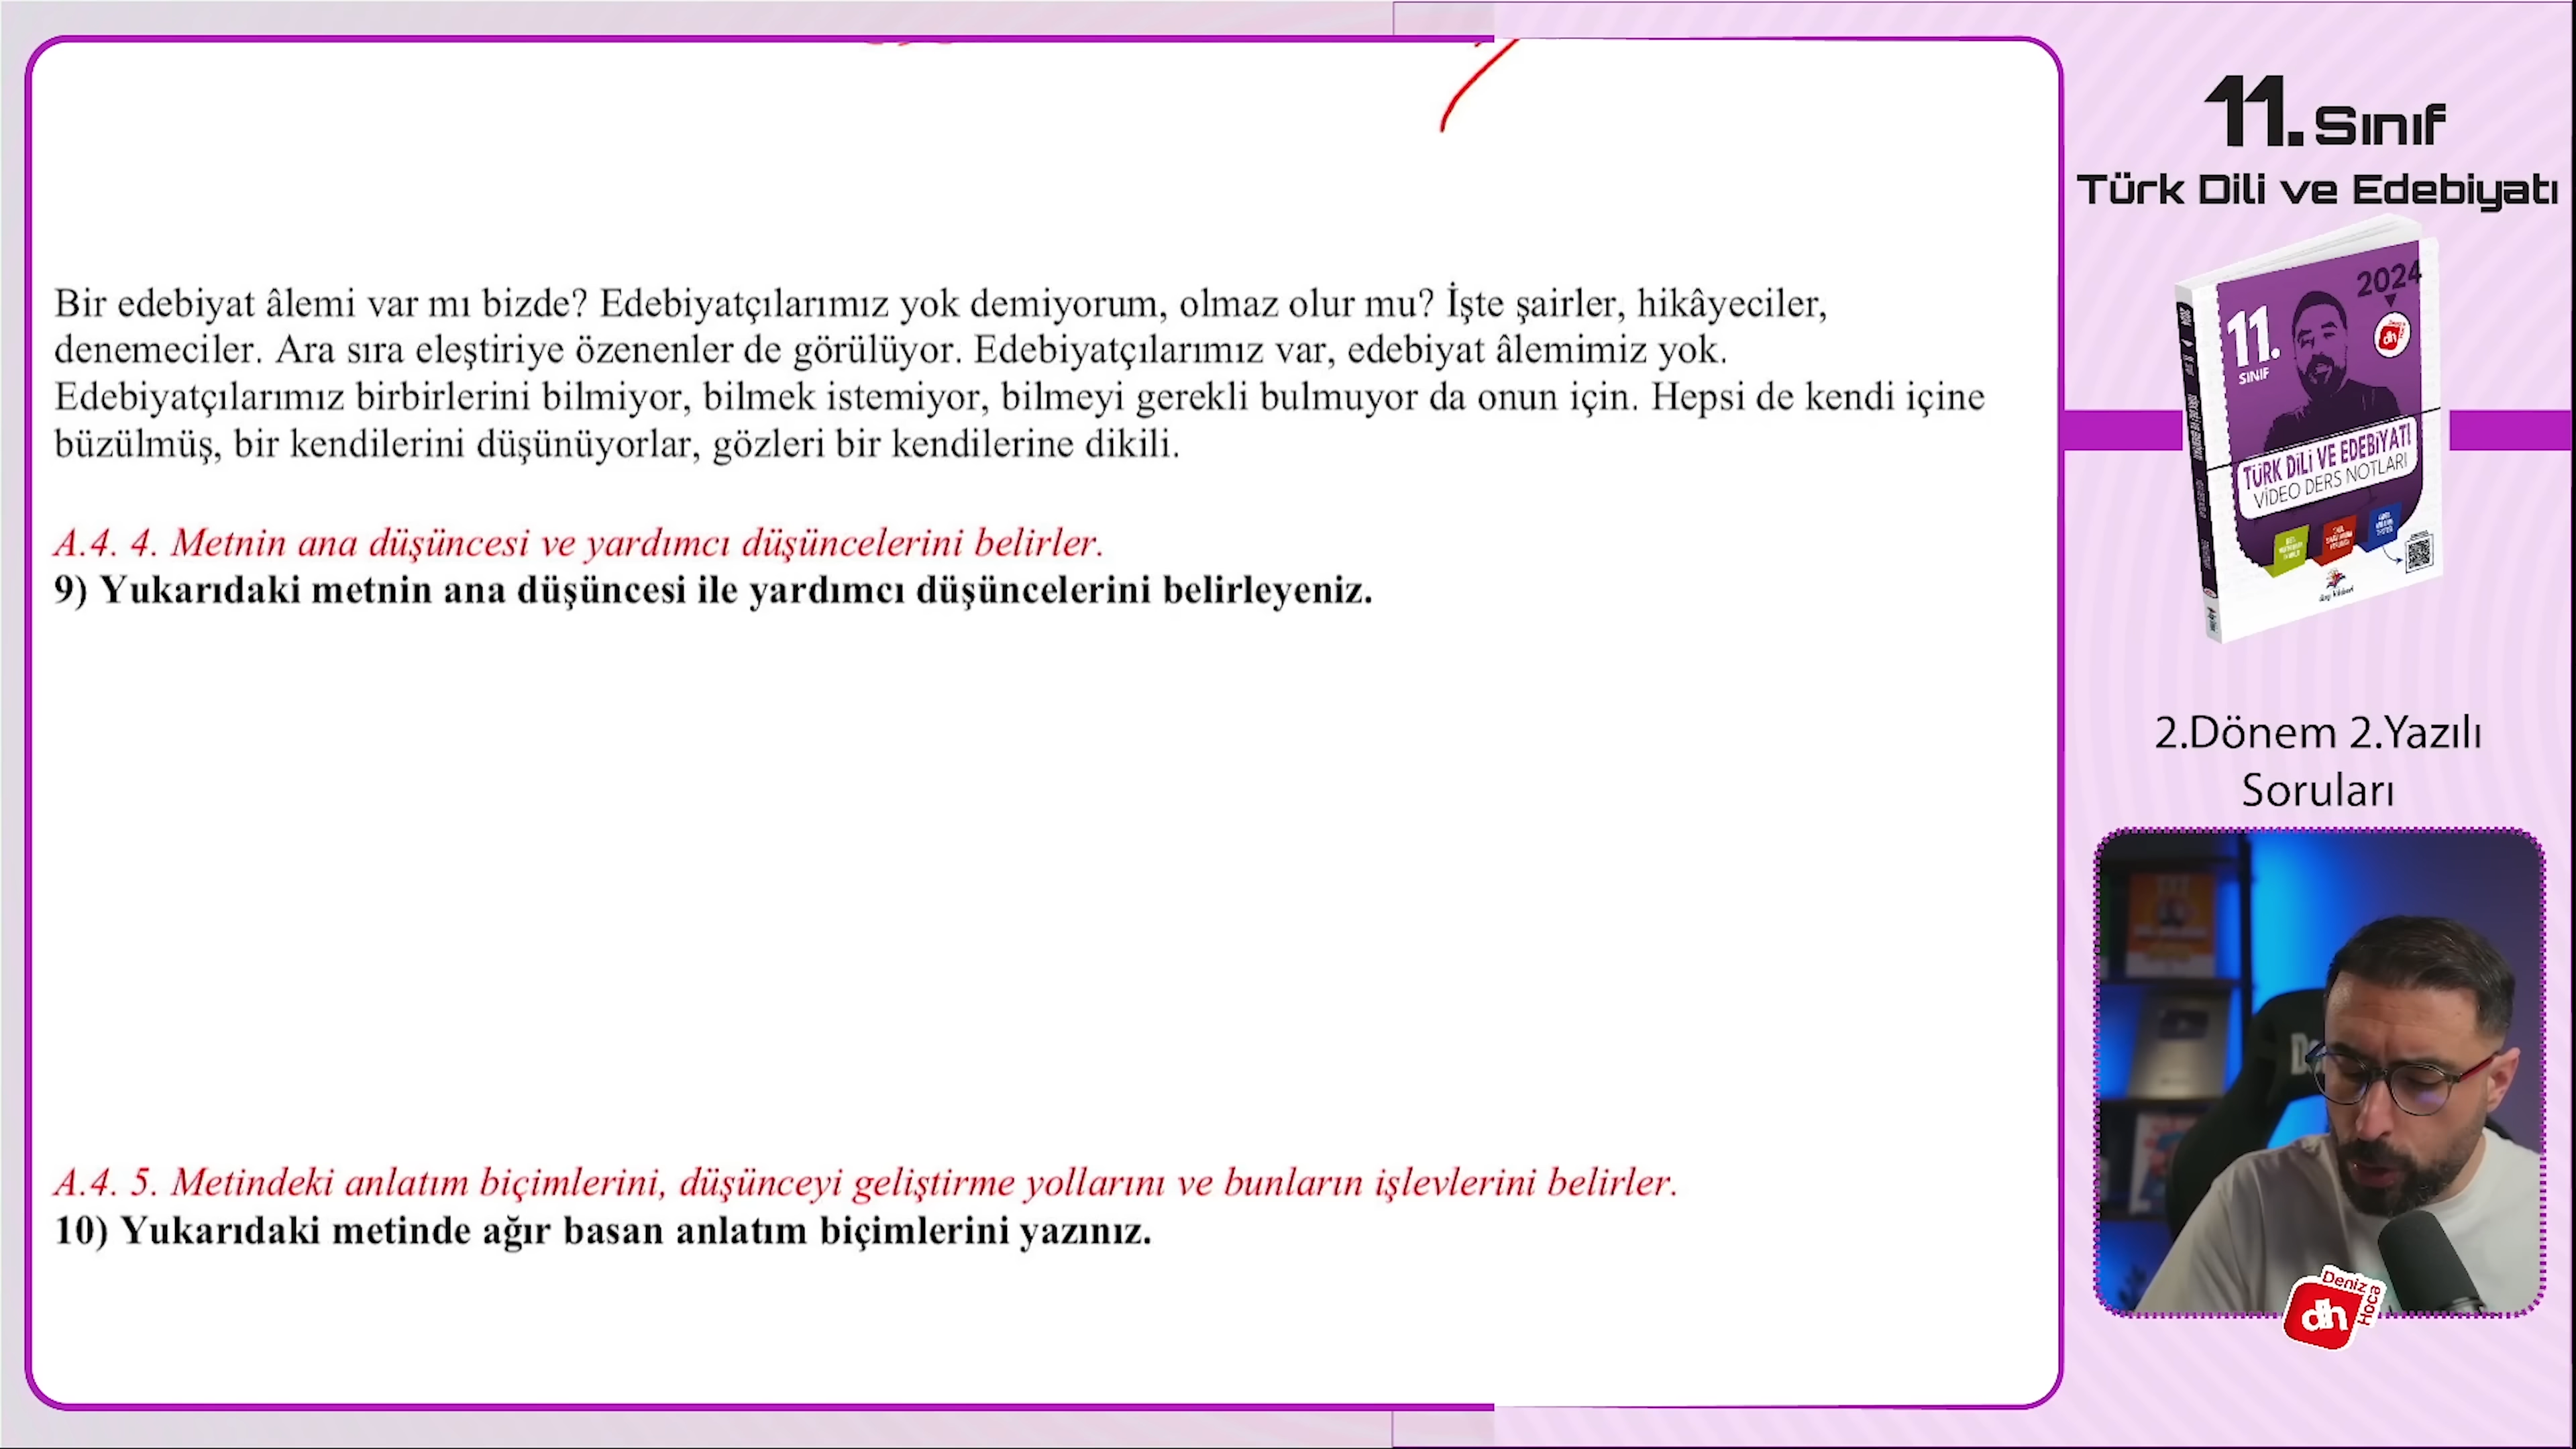 Bir edebiyat âlemi var mı bizde? Edebiyatçılarımız yok demiyorum, olmaz olur mu? İşte şairler, hikâyeciler,
denemeciler. Ara sıra eleştiriye özenenler de görülüyor. Edebiyatçılarımız var, edebiyat âlemimiz yok.
Edebiyatçılarımız birbirlerini bilmiyor, bilmek istemiyor, bilmeyi gerekli bulmuyor da onun için. Hepsi de kendi içine
büzülmüş, bir kendilerini düşünüyorlar, gözleri bir kendilerine dikili.
A.4. 4. Metnin ana düşüncesi ve yardımcı düşüncelerini belirler.
9) Yukarıdaki metnin ana düşüncesi ile yardımcı düşüncelerini belirleyeniz.
A.4. 5. Metindeki anlatım biçimlerini, düşünceyi geliştirme yollarını ve bunların işlevlerini belirler.
10) Yukarıdaki metinde ağır basan anlatım biçimlerini yazınız.
11. Sınıf
Türk Dili ve Edebiyatı
2024
11.
SINIF
TÜRK DİLİ VE EDEBİYATI
VİDEO DERS NOTLARI
2.Dönem 2.Yazılı
Soruları
Deniz
Hoca
dh